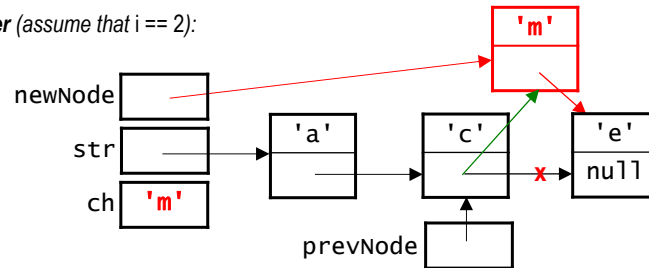 er (assume that i == 2):
'm'
newNode
'a'
'c'
'e'
str
x
null
ch
'm'
prevNode